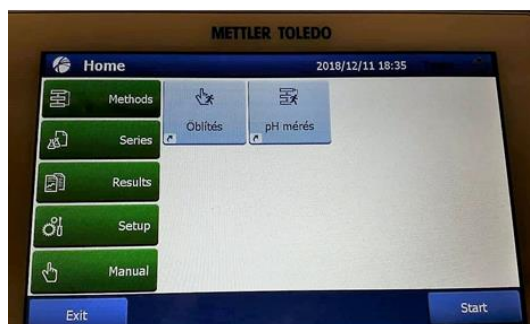 METTLER TOLEDO
Home 2018/12/11 18:35
Methods
Öblítés
pH mérés
Series
Results
Setup
Manual
Exit
Start